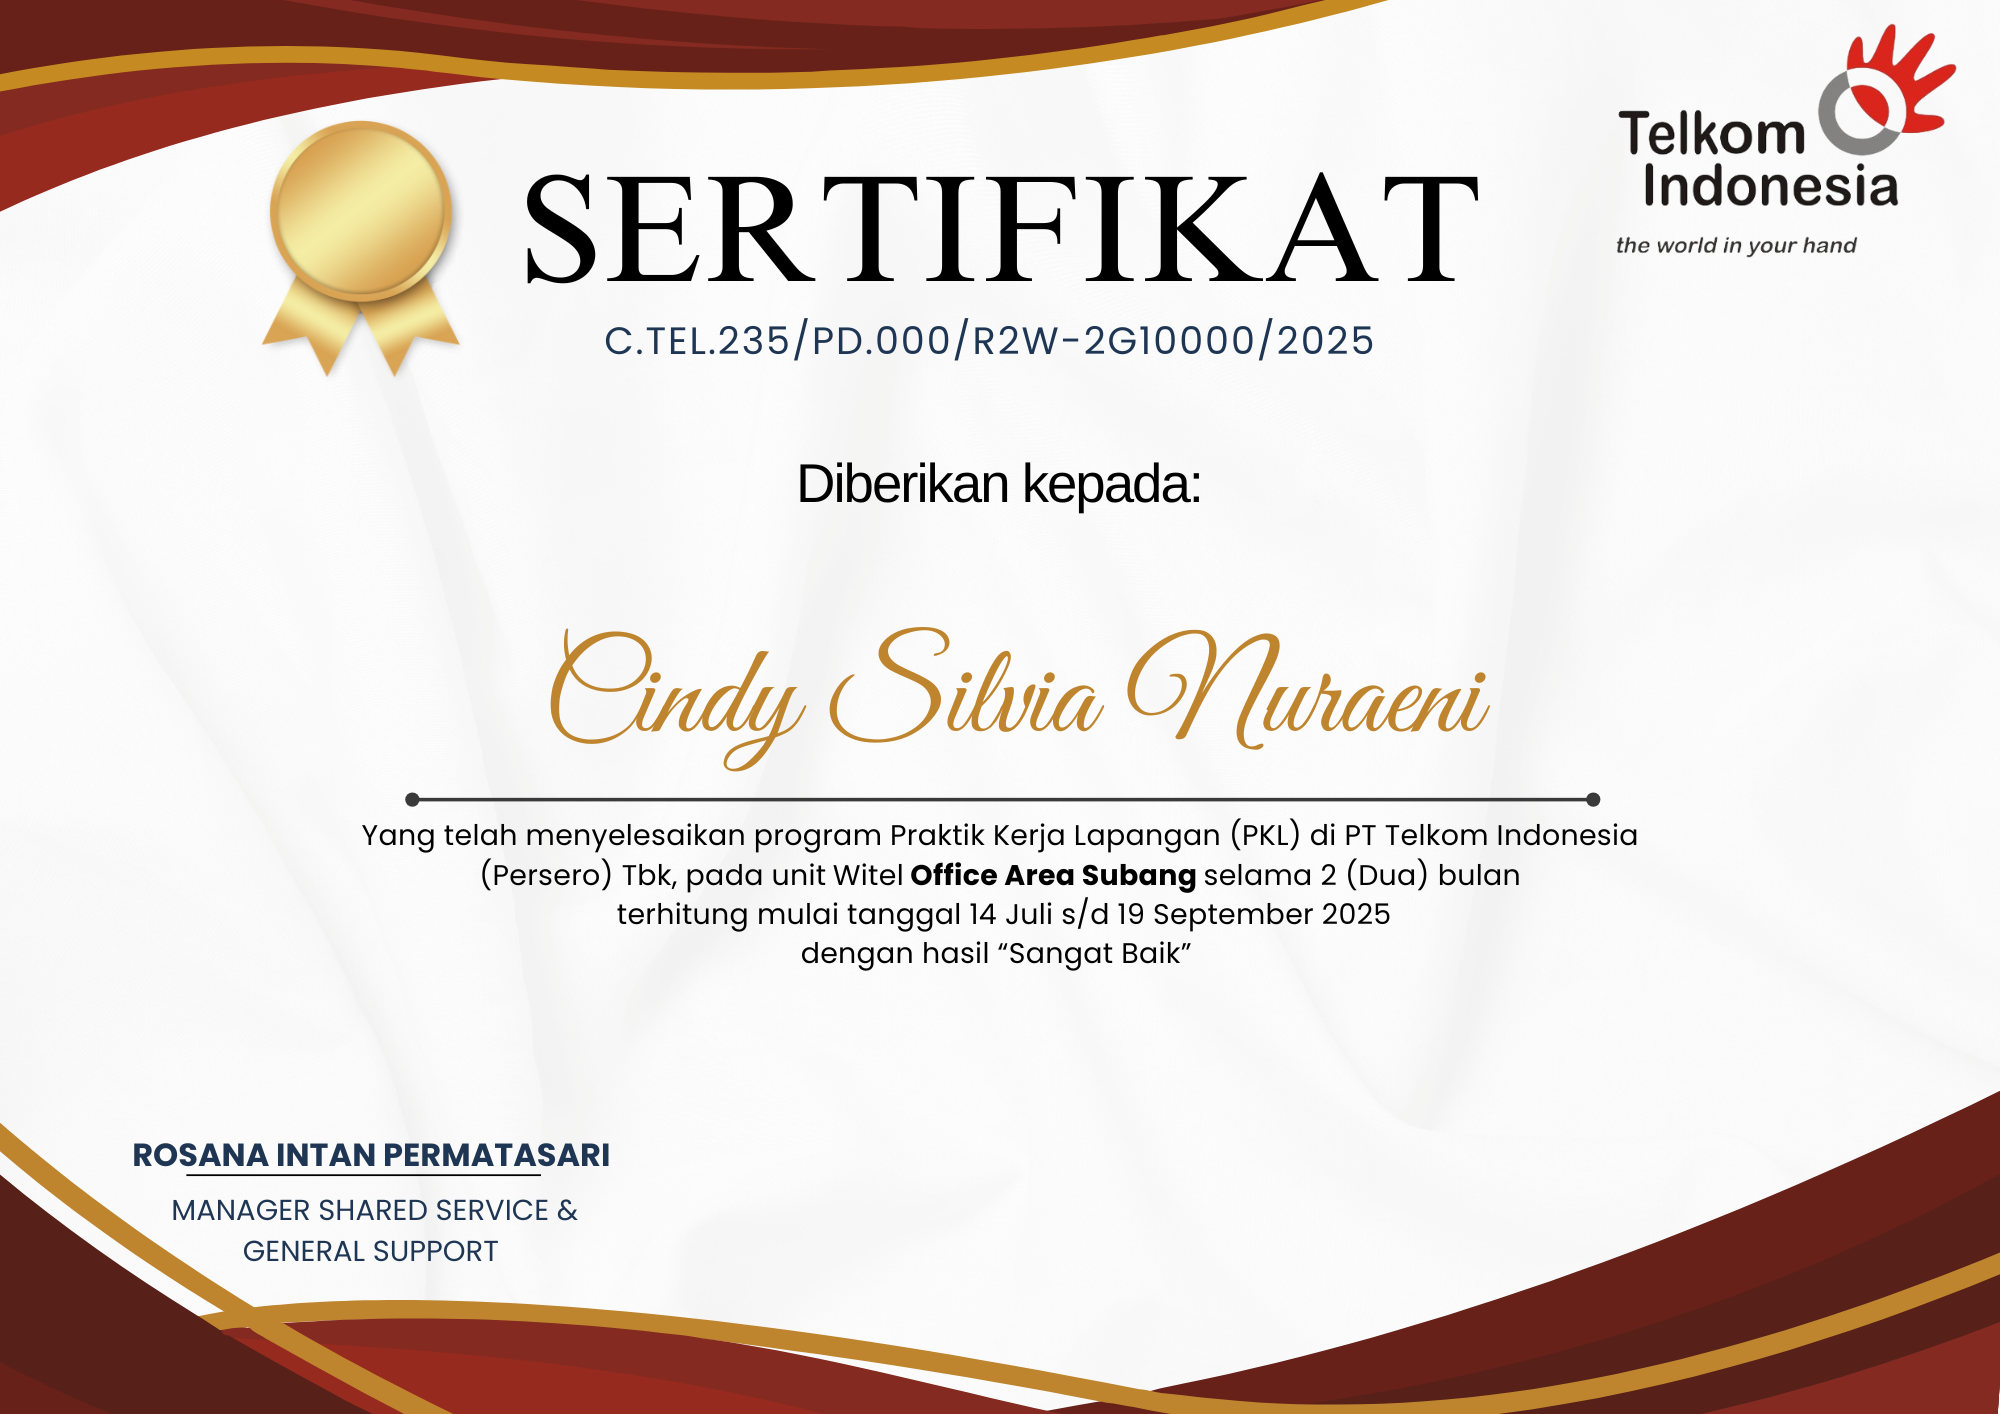 Telkom
Indonesia
the world in your hand
SERTIFIKAT
C.TEL.235/PD.000/R2W-2G10000/2025
Diberikan kepada:
Cindy Silvia Nuraeni
Yang telah menyelesaikan program Praktik Kerja Lapangan (PKL) di PT Telkom Indonesia
(Persero) Tbk, pada unit Witel Office Area Subang selama 2 (Dua) bulan
terhitung mulai tanggal 14 Juli s/d 19 September 2025
dengan hasil “Sangat Baik”
ROSANA INTAN PERMATASARI
MANAGER SHARED SERVICE &
GENERAL SUPPORT